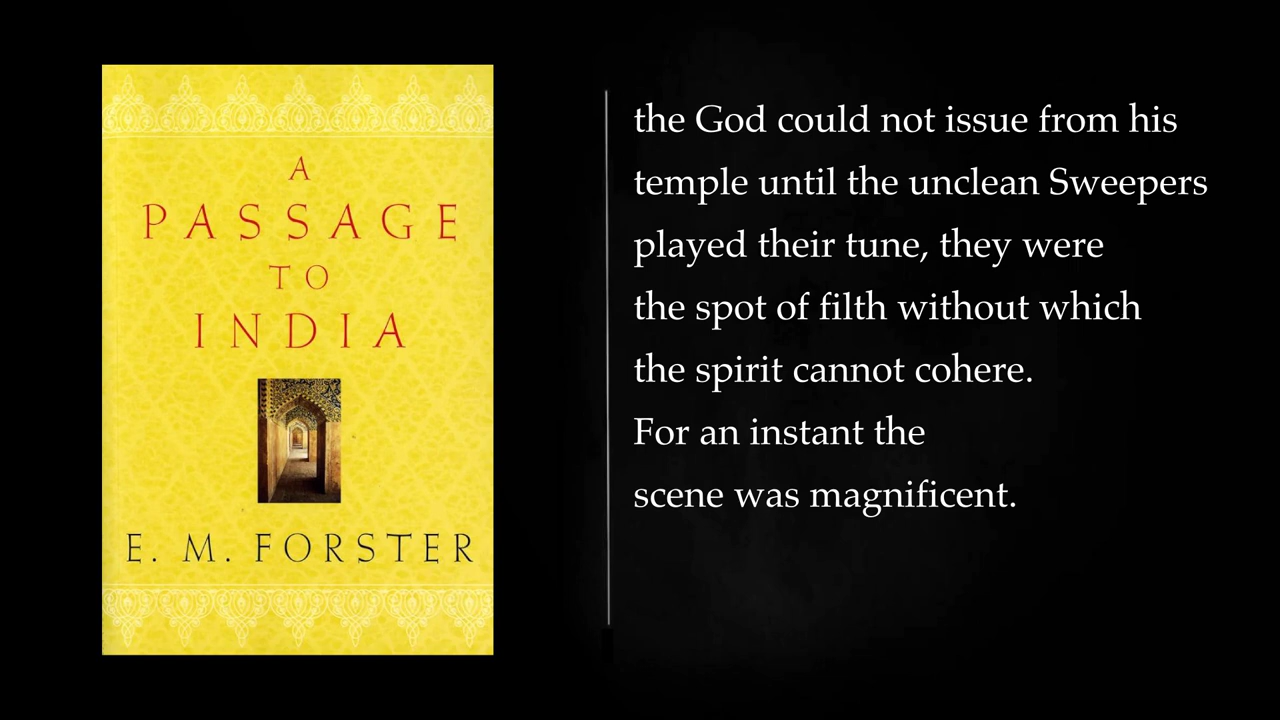 A
PASSAGE
TO
INDIA
E. M. FORSTER
the God could not issue from his
temple until the unclean Sweepers
played their tune, they were
the spot of filth without which
the spirit cannot cohere.
For an instant the
scene was magnificent.